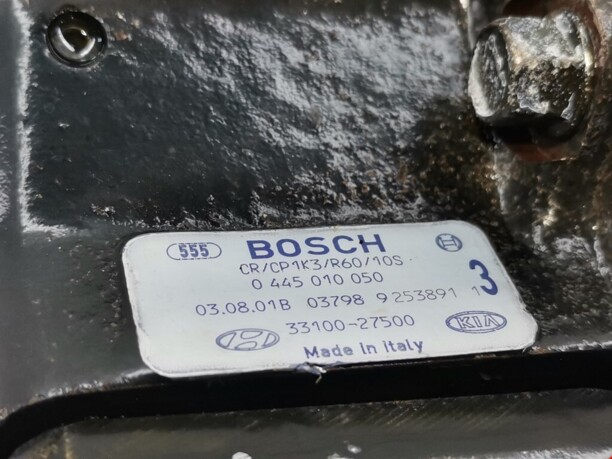 555 BOSCH
CR/CP1K3/R60/10S
0 445 010 050
3
03.08.01B 03798 9 253891 1
33100-27500 KIA
Made in Italy